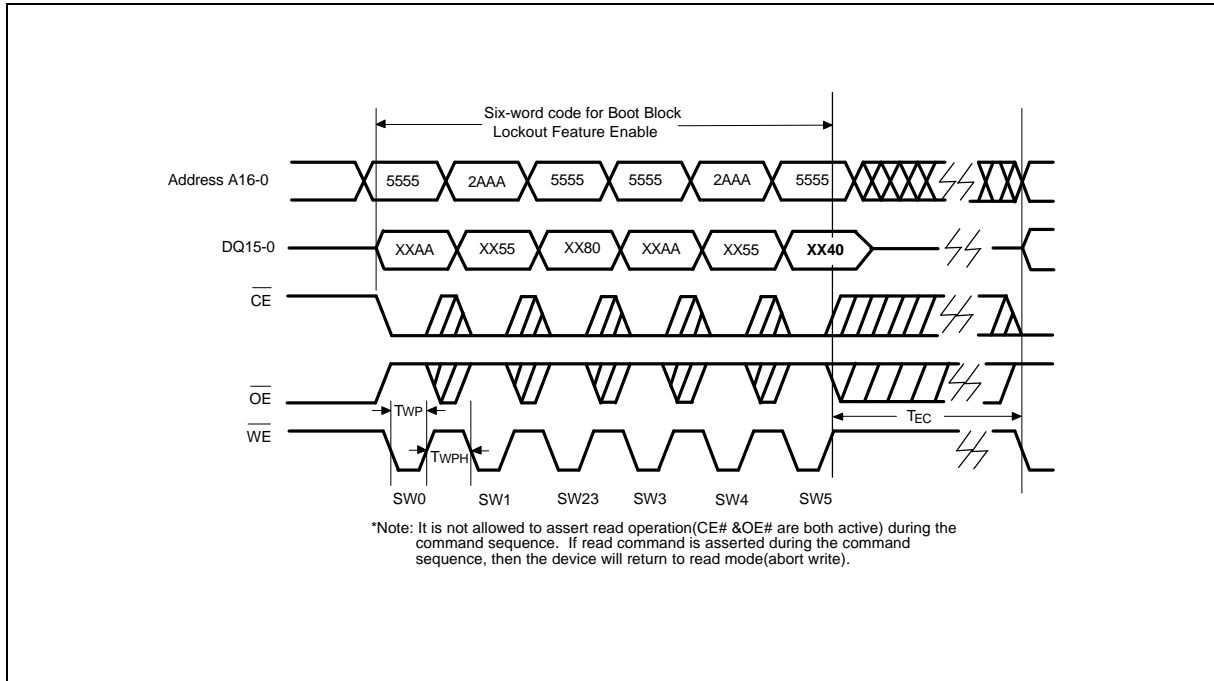 Six-word code for Boot Block
Lockout Feature Enable
Address A16-0
5555 2AAA 5555 5555 2AAA 5555
DQ15-0
XXAA XX55 XX80 XXAA XX55 XX40
CE
OE
TWP
TEC
WE
TWPH
SW0 SW1 SW23 SW3 SW4 SW5
*Note: It is not allowed to assert read operation(CE# &OE# are both active) during the
command sequence. If read command is asserted during the command
sequence, then the device will return to read mode(abort write).